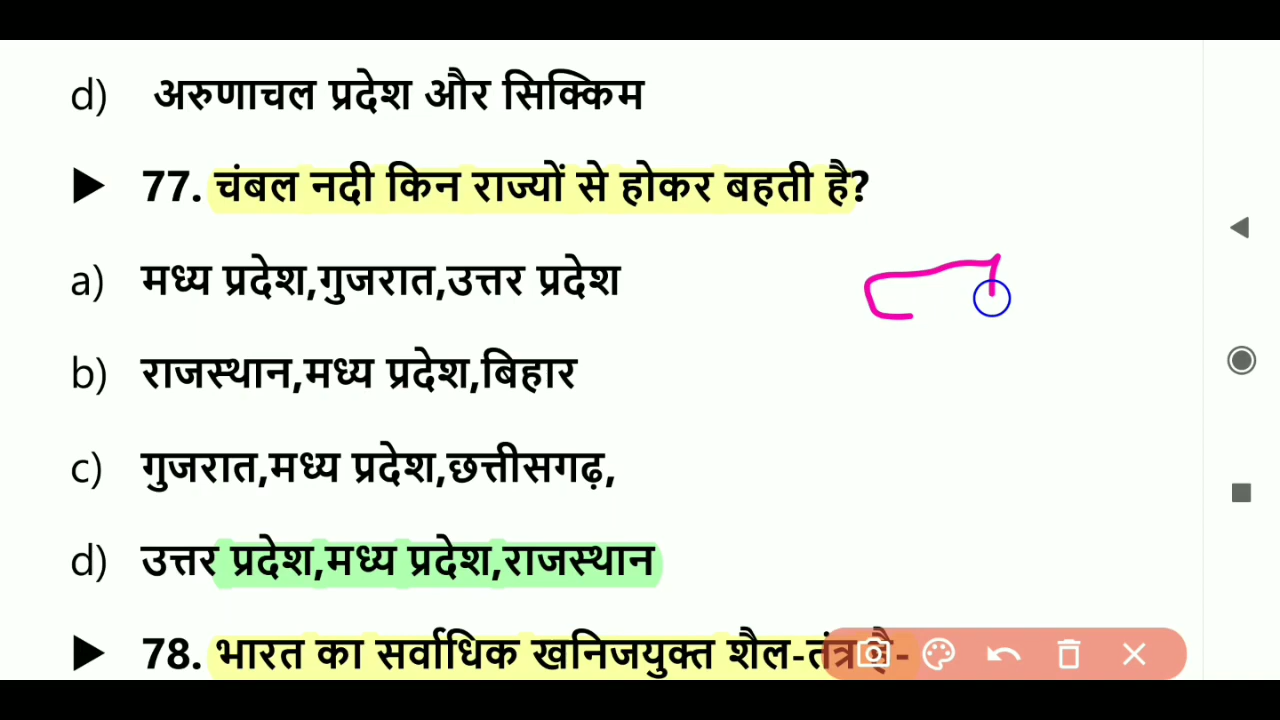 d) अरुणाचल प्रदेश और सिक्किम
▶ 77. चंबल नदी किन राज्यों से होकर बहती है?
a) मध्य प्रदेश,गुजरात,उत्तर प्रदेश
b) राजस्थान,मध्य प्रदेश,बिहार
c) गुजरात,मध्य प्रदेश,छत्तीसगढ़,
d) उत्तर प्रदेश,मध्य प्रदेश,राजस्थान
▶ 78. भारत का सर्वाधिक खनिजयुक्त शैल-तंत्र है-